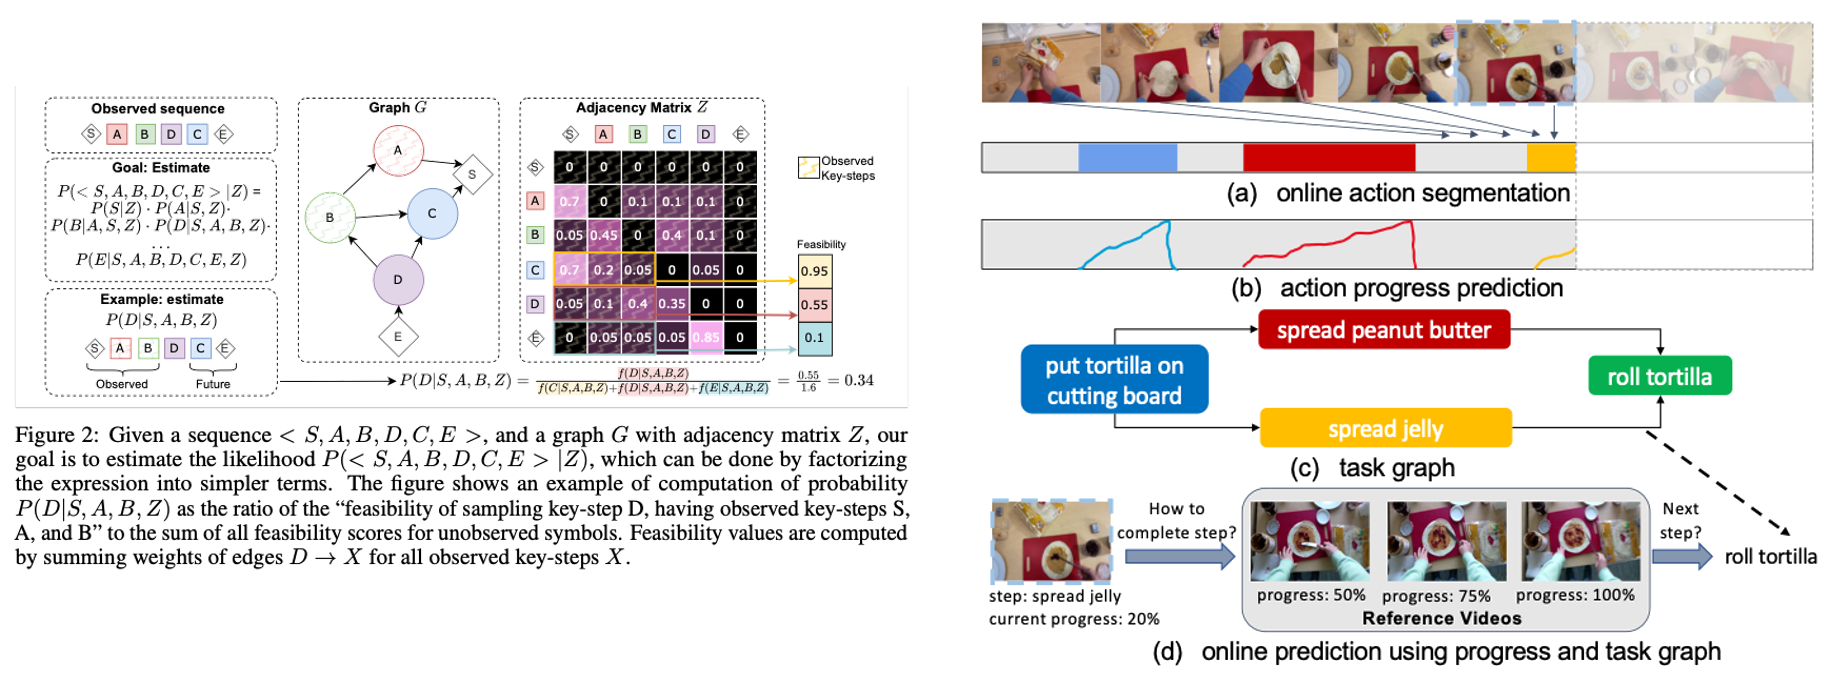 Observed sequence
S A B D C E
Goal: Estimate
P(< S, A, B, D, C, E > |Z) =
P(S|Z) · P(A|S, Z)·
P(B|A, S, Z) · P(D|S, A, B, Z)·
...
P(E|S, A, B, D, C, E, Z)
Example: estimate
P(D|S, A, B, Z)
S A B D C E
Observed Future
Graph G
A
S
B
C
D
E
Adjacency Matrix Z
S A B C D E
S 0 0 0 0 0 0
A 0.7 0 0.1 0.1 0.1 0
B 0.05 0.45 0 0.4 0.1 0
C 0.7 0.2 0.05 0 0.05 0
D 0.05 0.1 0.4 0.35 0 0
E 0 0.05 0.05 0.05 0.85 0
Observed
Key-steps
Feasibility
0.95
0.55
0.1
P(D|S, A, B, Z) = f(D|S,A,B,Z) / f(C|S,A,B,Z)+f(D|S,A,B,Z)+f(E|S,A,B,Z) = 0.55 / 1.6 = 0.34
Figure 2: Given a sequence < S, A, B, D, C, E >, and a graph G with adjacency matrix Z, our
goal is to estimate the likelihood P(< S, A, B, D, C, E > |Z), which can be done by factorizing
the expression into simpler terms. The figure shows an example of computation of probability
P(D|S, A, B, Z) as the ratio of the “feasibility of sampling key-step D, having observed key-steps S,
A, and B” to the sum of all feasibility scores for unobserved symbols. Feasibility values are computed
by summing weights of edges D → X for all observed key-steps X.
(a) online action segmentation
(b) action progress prediction
spread peanut butter
put tortilla on
cutting board
roll tortilla
spread jelly
(c) task graph
How to
complete step?
Next
step?
roll tortilla
step: spread jelly
current progress: 20%
progress: 50% progress: 75% progress: 100%
Reference Videos
(d) online prediction using progress and task graph